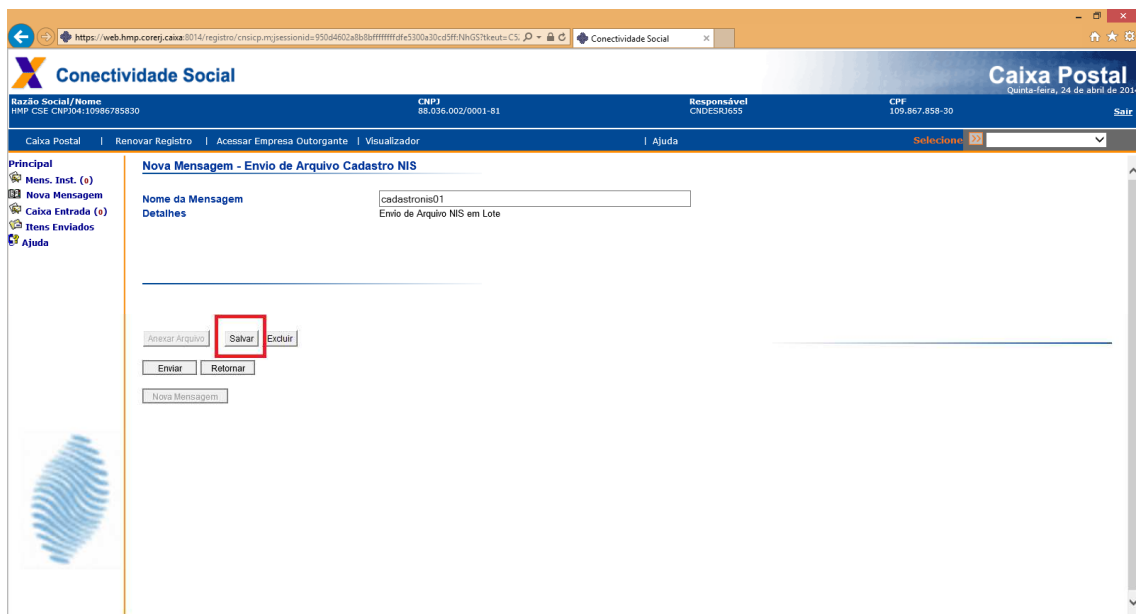 https://web.hmp.corerj.caixa:8014/registro/cnsicp.m;jsessionid=950d4602a8b8bffffffffdfe5300a30cd5ff:NhGS?tkeut=CS. Conectividade Social
Conectividade Social
Caixa Postal
Quinta-feira, 24 de abril de 201
Razão Social/Nome CNPJ Responsável CPF
HMP CSE CNPJ04:10986785830 88.036.002/0001-81 CNDESRJ655 109.867.858-30 Sair
Caixa Postal | Renovar Registro | Acessar Empresa Outorgante | Visualizador | Ajuda Selecione
Principal
Mens. Inst. (0)
Nova Mensagem
Caixa Entrada (0)
Itens Enviados
Ajuda
Nova Mensagem - Envio de Arquivo Cadastro NIS
Nome da Mensagem cadastronis01
Detalhes Envio de Arquivo NIS em Lote
Anexar Arquivo Salvar Excluir
Enviar Retornar
Nova Mensagem